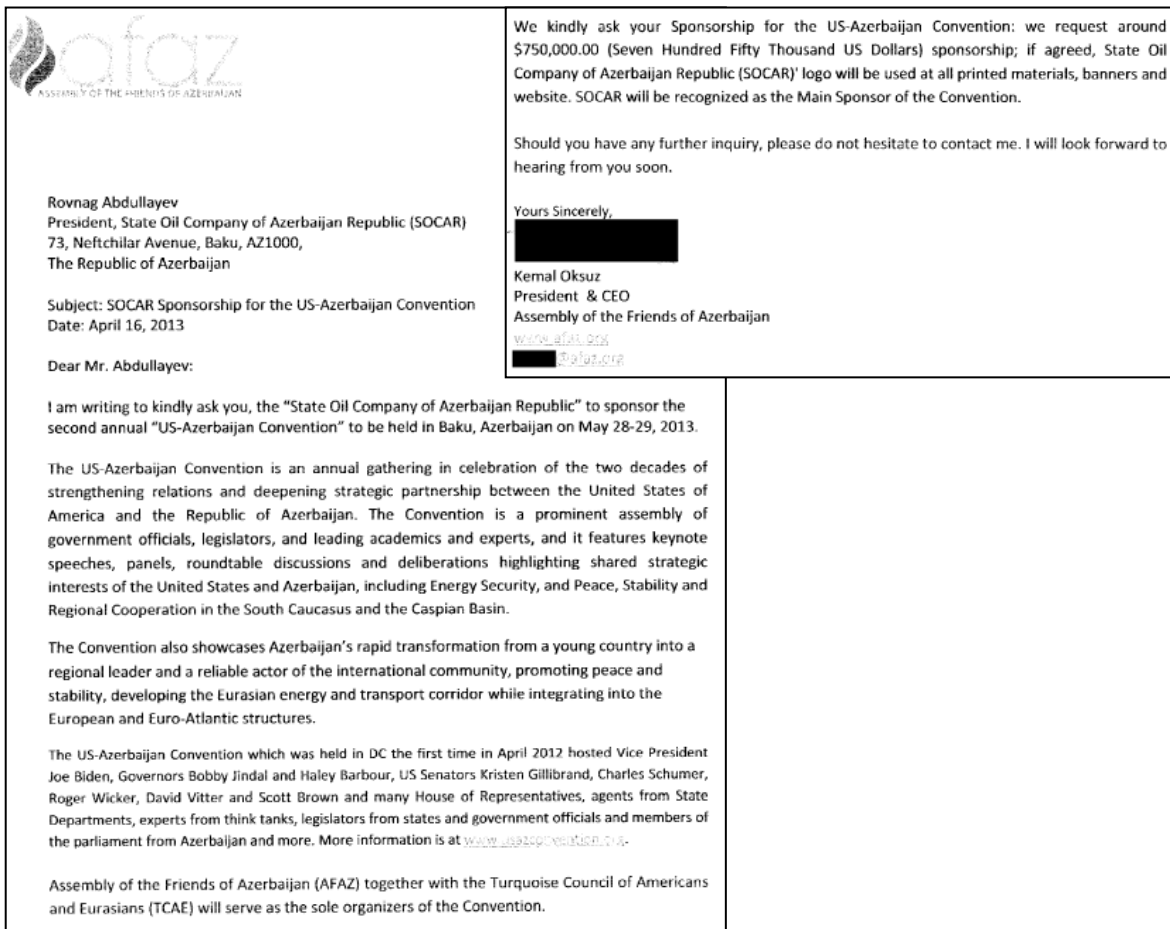 afaz
ASSEMBLY OF THE FRIENDS OF AZERBAIJAN
Rovnag Abdullayev
President, State Oil Company of Azerbaijan Republic (SOCAR)
73, Neftchilar Avenue, Baku, AZ1000,
The Republic of Azerbaijan
Subject: SOCAR Sponsorship for the US-Azerbaijan Convention
Date: April 16, 2013
Dear Mr. Abdullayev:
I am writing to kindly ask you, the “State Oil Company of Azerbaijan Republic” to sponsor the
second annual “US-Azerbaijan Convention” to be held in Baku, Azerbaijan on May 28-29, 2013.
The US-Azerbaijan Convention is an annual gathering in celebration of the two decades of
strengthening relations and deepening strategic partnership between the United States of
America and the Republic of Azerbaijan. The Convention is a prominent assembly of
government officials, legislators, and leading academics and experts, and it features keynote
speeches, panels, roundtable discussions and deliberations highlighting shared strategic
interests of the United States and Azerbaijan, including Energy Security, and Peace, Stability and
Regional Cooperation in the South Caucasus and the Caspian Basin.
The Convention also showcases Azerbaijan’s rapid transformation from a young country into a
regional leader and a reliable actor of the international community, promoting peace and
stability, developing the Eurasian energy and transport corridor while integrating into the
European and Euro-Atlantic structures.
The US-Azerbaijan Convention which was held in DC the first time in April 2012 hosted Vice President
Joe Biden, Governors Bobby Jindal and Haley Barbour, US Senators Kristen Gillibrand, Charles Schumer,
Roger Wicker, David Vitter and Scott Brown and many House of Representatives, agents from State
Departments, experts from think tanks, legislators from states and government officials and members of
the parliament from Azerbaijan and more. More information is at www.usazconvention.org.
Assembly of the Friends of Azerbaijan (AFAZ) together with the Turquoise Council of Americans
and Eurasians (TCAE) will serve as the sole organizers of the Convention.
We kindly ask your Sponsorship for the US-Azerbaijan Convention: we request around
$750,000.00 (Seven Hundred Fifty Thousand US Dollars) sponsorship; if agreed, State Oil
Company of Azerbaijan Republic (SOCAR)' logo will be used at all printed materials, banners and
website. SOCAR will be recognized as the Main Sponsor of the Convention.
Should you have any further inquiry, please do not hesitate to contact me. I will look forward to
hearing from you soon.
Yours Sincerely,
Kemal Oksuz
President & CEO
Assembly of the Friends of Azerbaijan
www.afaz.org
@afaz.org